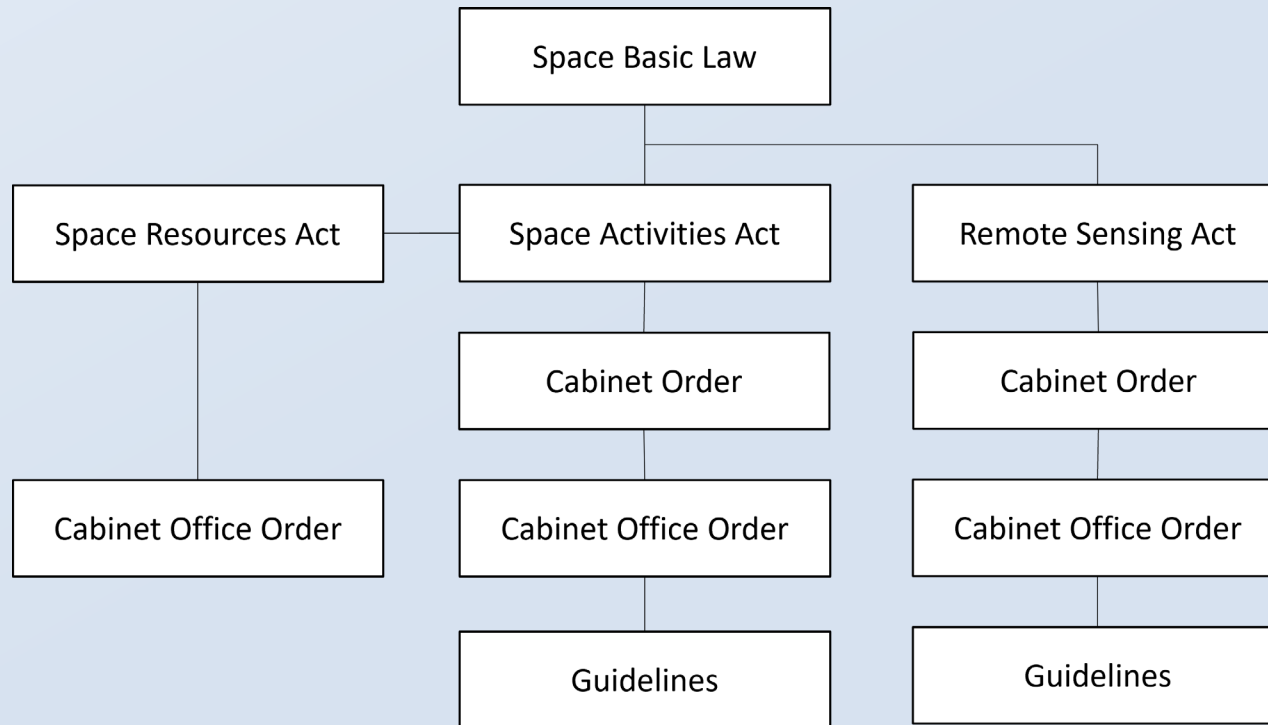 Space Basic Law
Space Resources Act
Space Activities Act
Remote Sensing Act
Cabinet Order
Cabinet Order
Cabinet Office Order
Cabinet Office Order
Cabinet Office Order
Guidelines
Guidelines